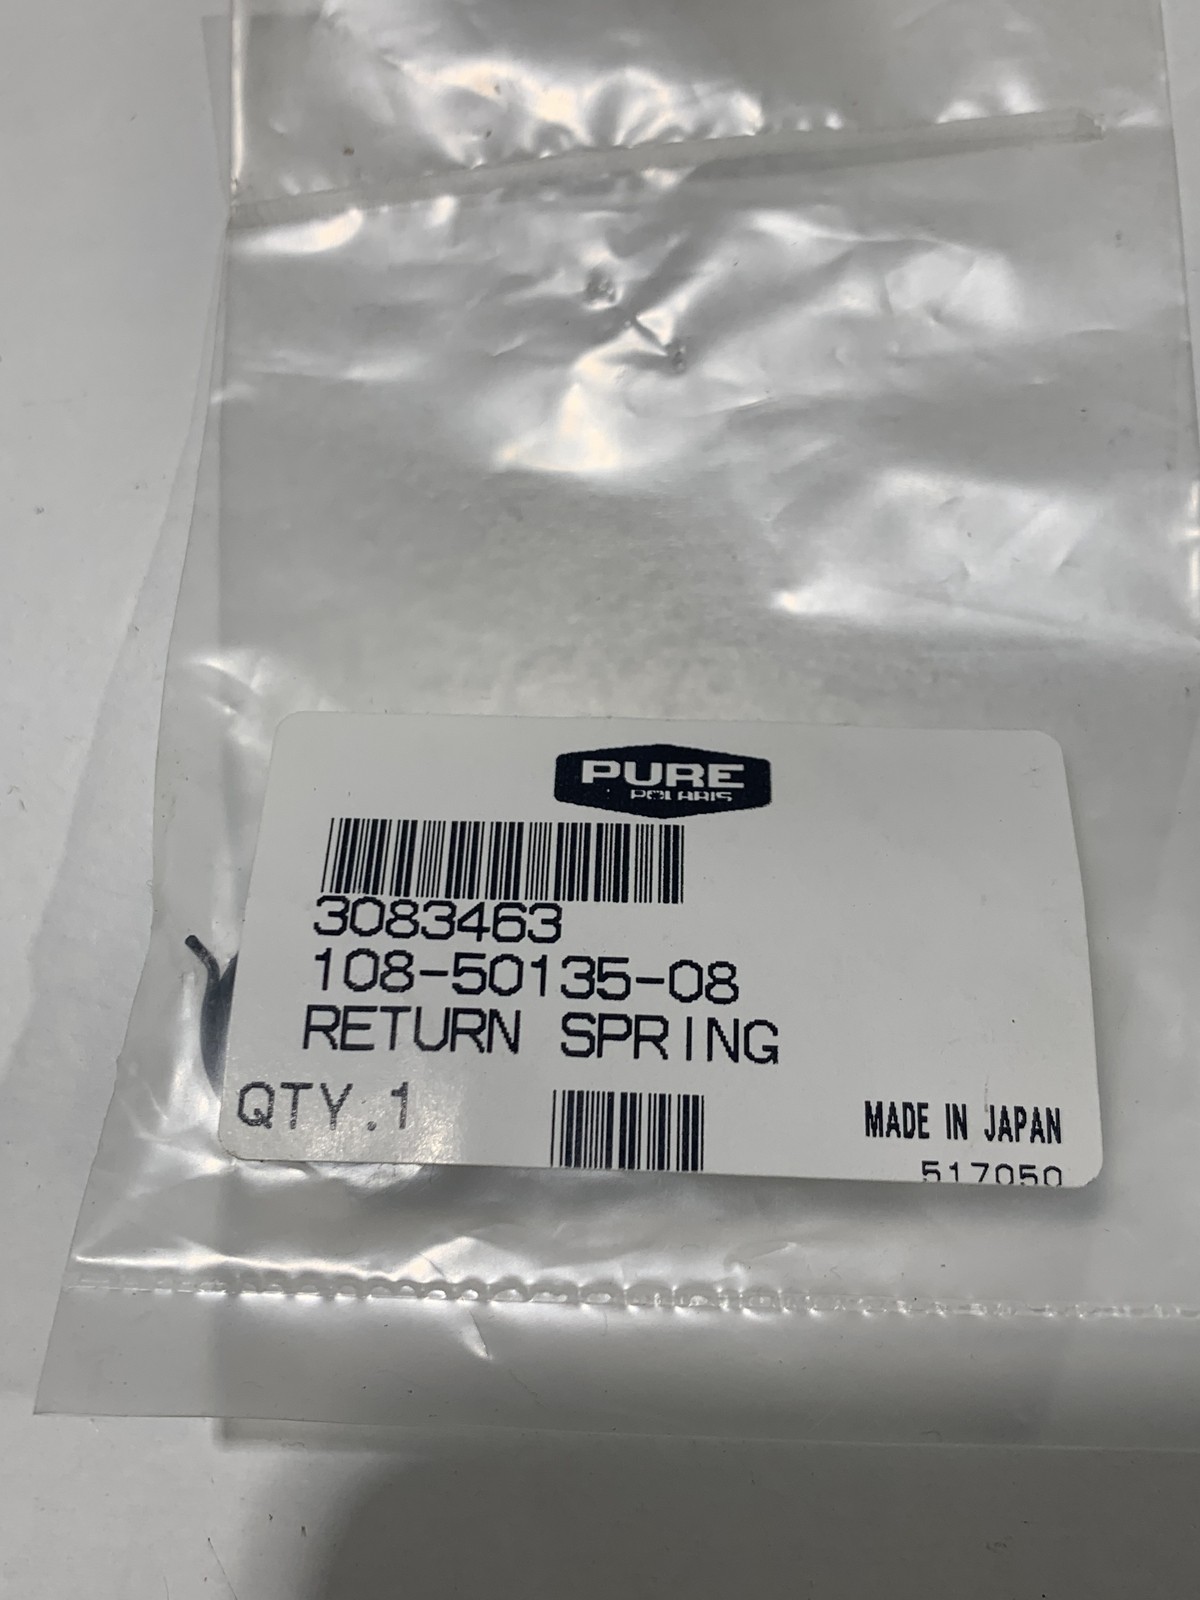 PURE
POLARIS
3083463
108-50135-08
RETURN SPRING
QTY.1
MADE IN JAPAN
517050